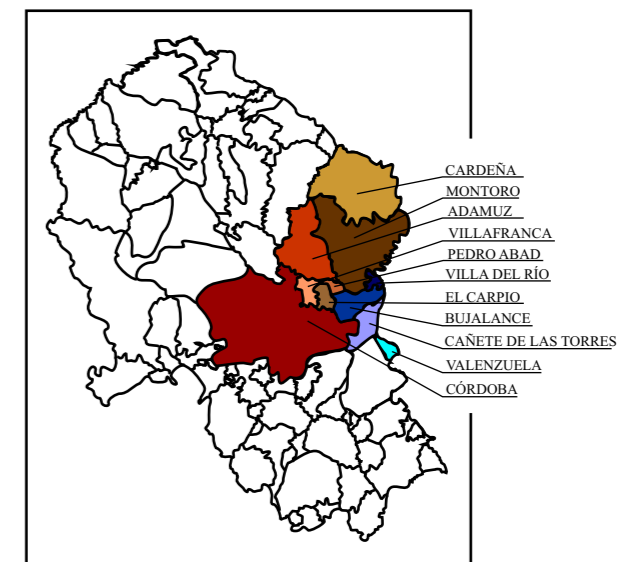 CARDEÑA
MONTORO
ADAMUZ
VILLAFRANCA
PEDRO ABAD
VILLA DEL RÍO
EL CARPIO
BUJALANCE
CAÑETE DE LAS TORRES
VALENZUELA
CÓRDOBA